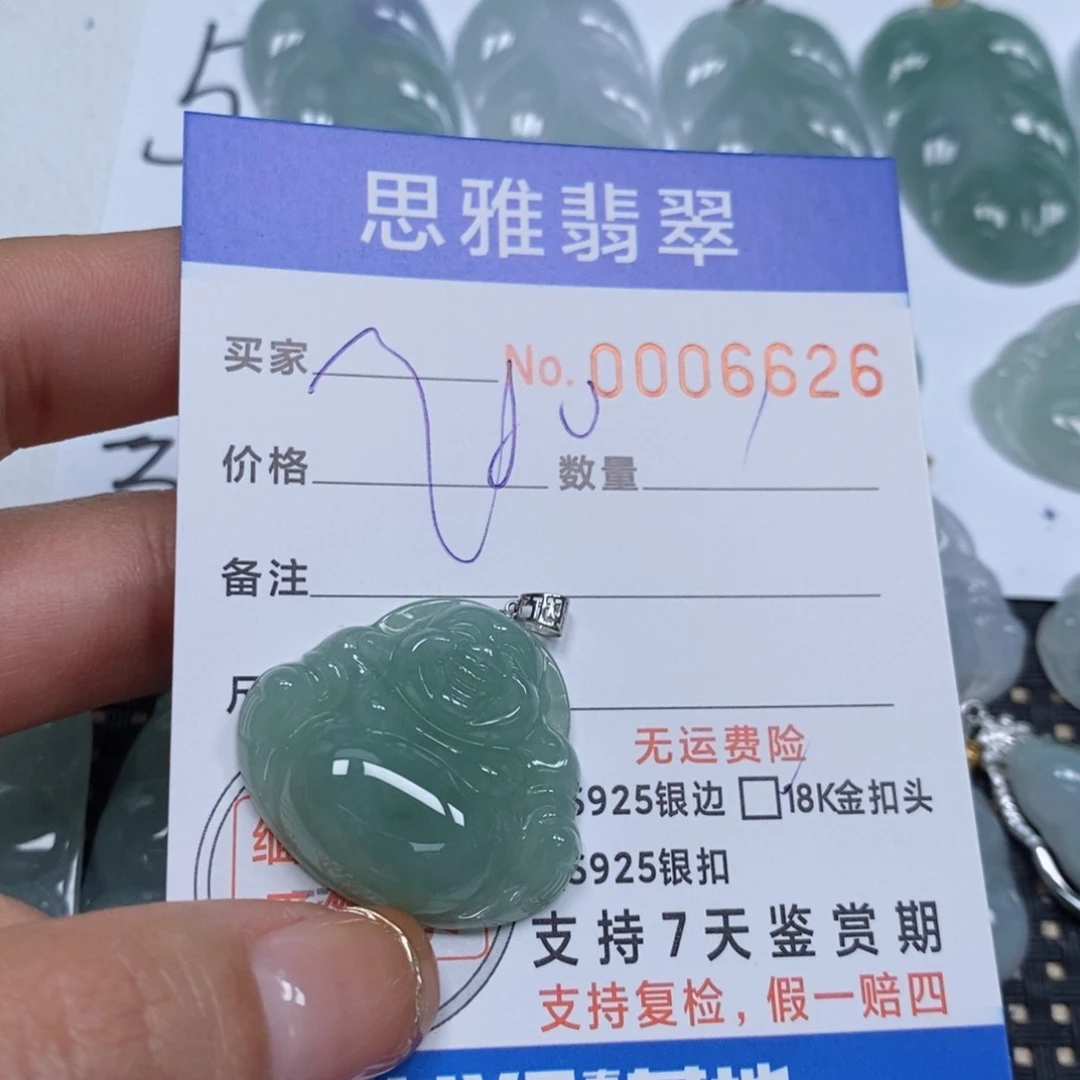 5
思雅翡翠
买家 No. 0006626
价格 数量
3
备注
无运费险
S925银边 □18K金扣头
S925银扣
支持7天鉴赏期
支持复检，假一赔四